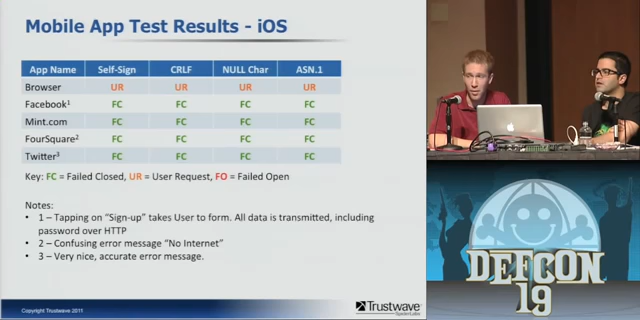 Mobile App Test Results - iOS
App Name Self-Sign CRLF NULL Char ASN.1
Browser UR UR UR UR
Facebook1 FC FC FC FC
Mint.com FC FC FC FC
FourSquare2 FC FC FC FC
Twitter3 FC FC FC FC
Key: FC = Failed Closed, UR = User Request, FO = Failed Open
Notes:
• 1 – Tapping on "Sign-up" takes User to form. All data is transmitted, including
password over HTTP
• 2 – Confusing error message "No Internet"
• 3 – Very nice, accurate error message.
Copyright Trustwave 2011
Trustwave
SpiderLabs
DEFCON
19